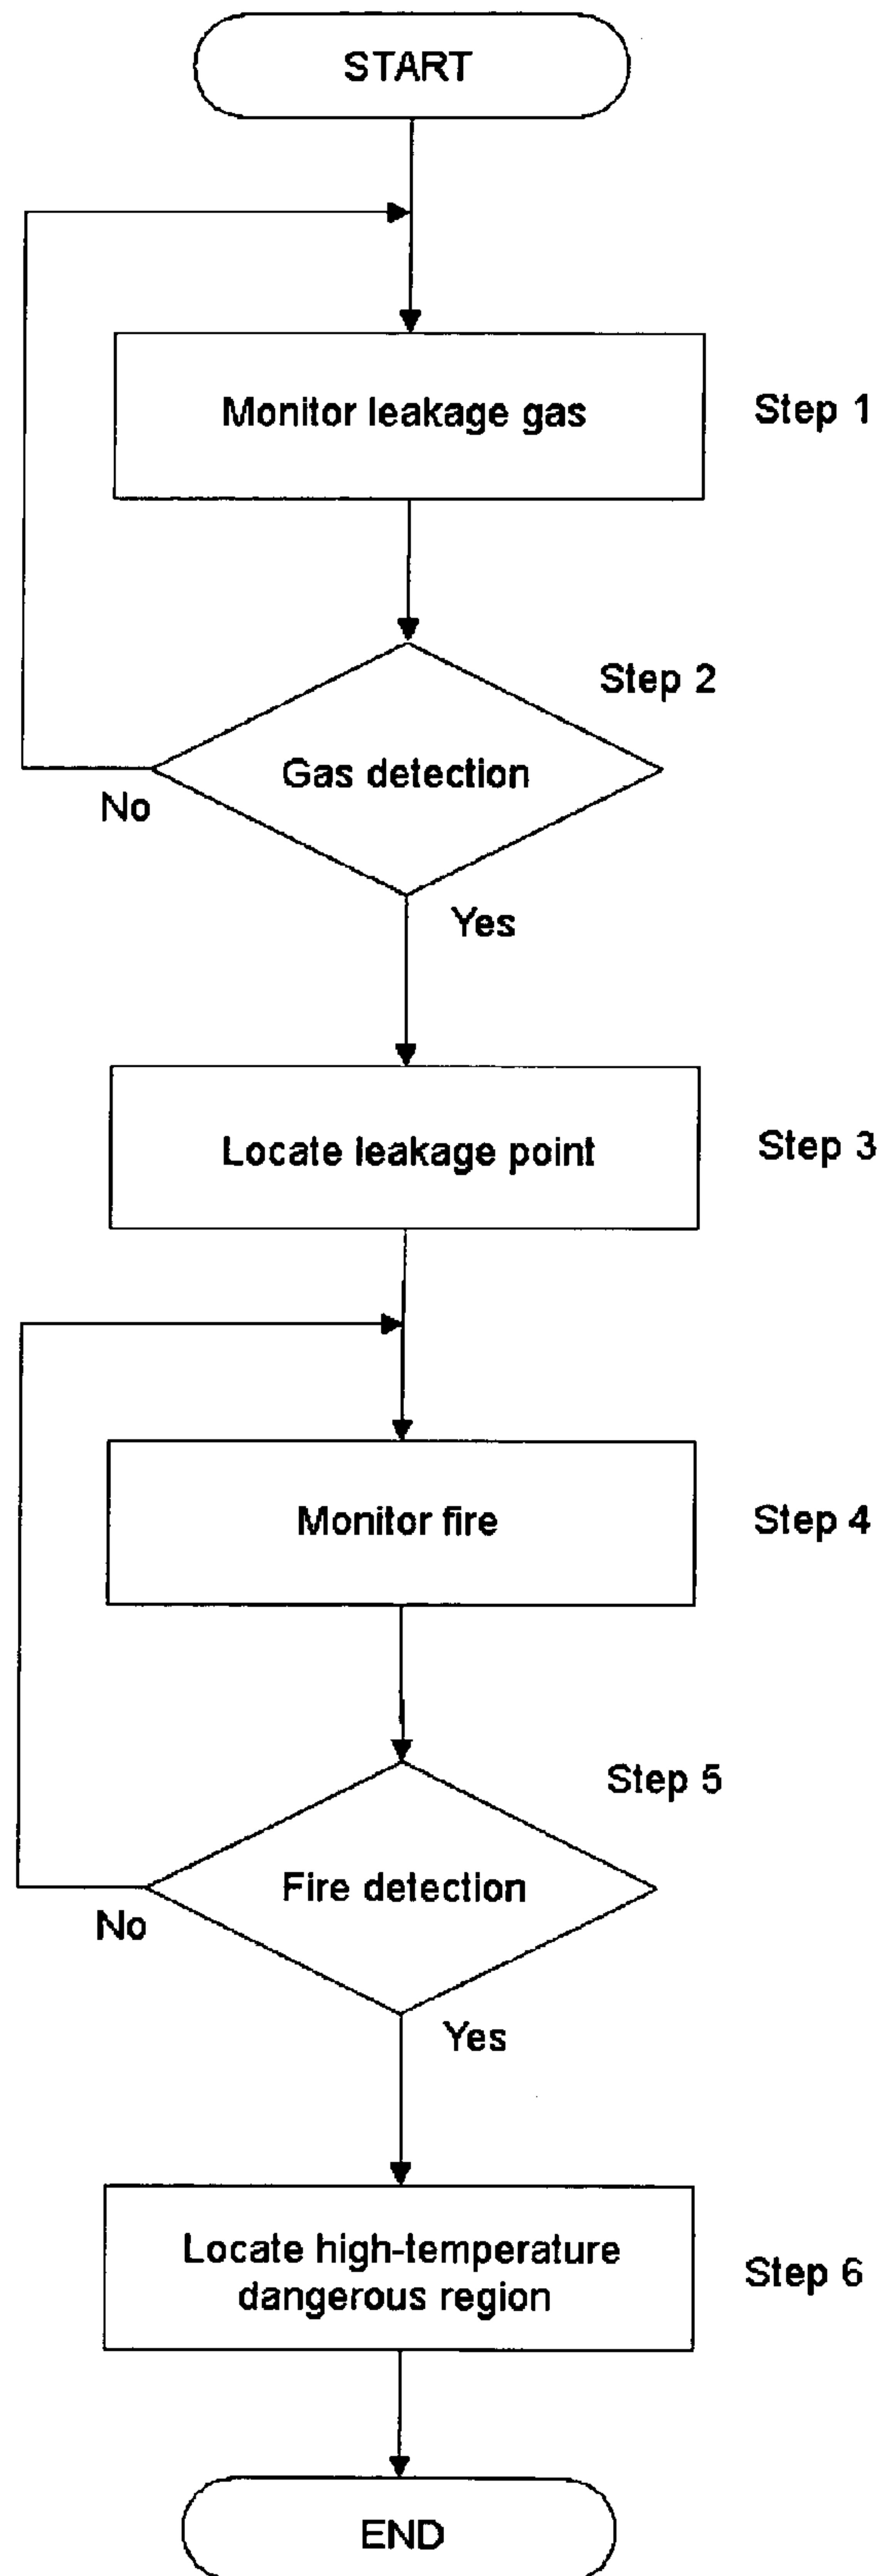 START
Monitor leakage gas
Step 1
Step 2
Gas detection
No
Yes
Locate leakage point
Step 3
Monitor fire
Step 4
Step 5
Fire detection
No
Yes
Locate high-temperature
dangerous region
Step 6
END